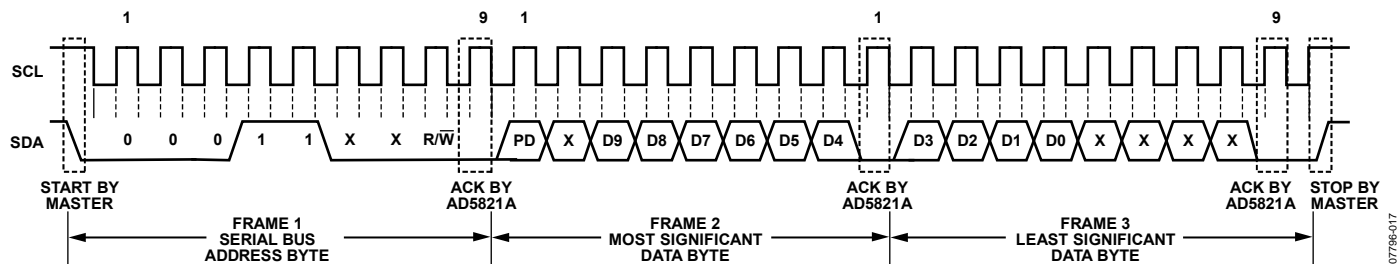 1 9 1 1 9
SCL
SDA 0 0 0 1 1 X X R/W̅ PD X D9 D8 D7 D6 D5 D4 D3 D2 D1 D0 X X X X
START BY
MASTER
ACK BY
AD5821A
ACK BY
AD5821A
ACK BY
AD5821A
STOP BY
MASTER
FRAME 1
SERIAL BUS
ADDRESS BYTE
FRAME 2
MOST SIGNIFICANT
DATA BYTE
FRAME 3
LEAST SIGNIFICANT
DATA BYTE
07796-017